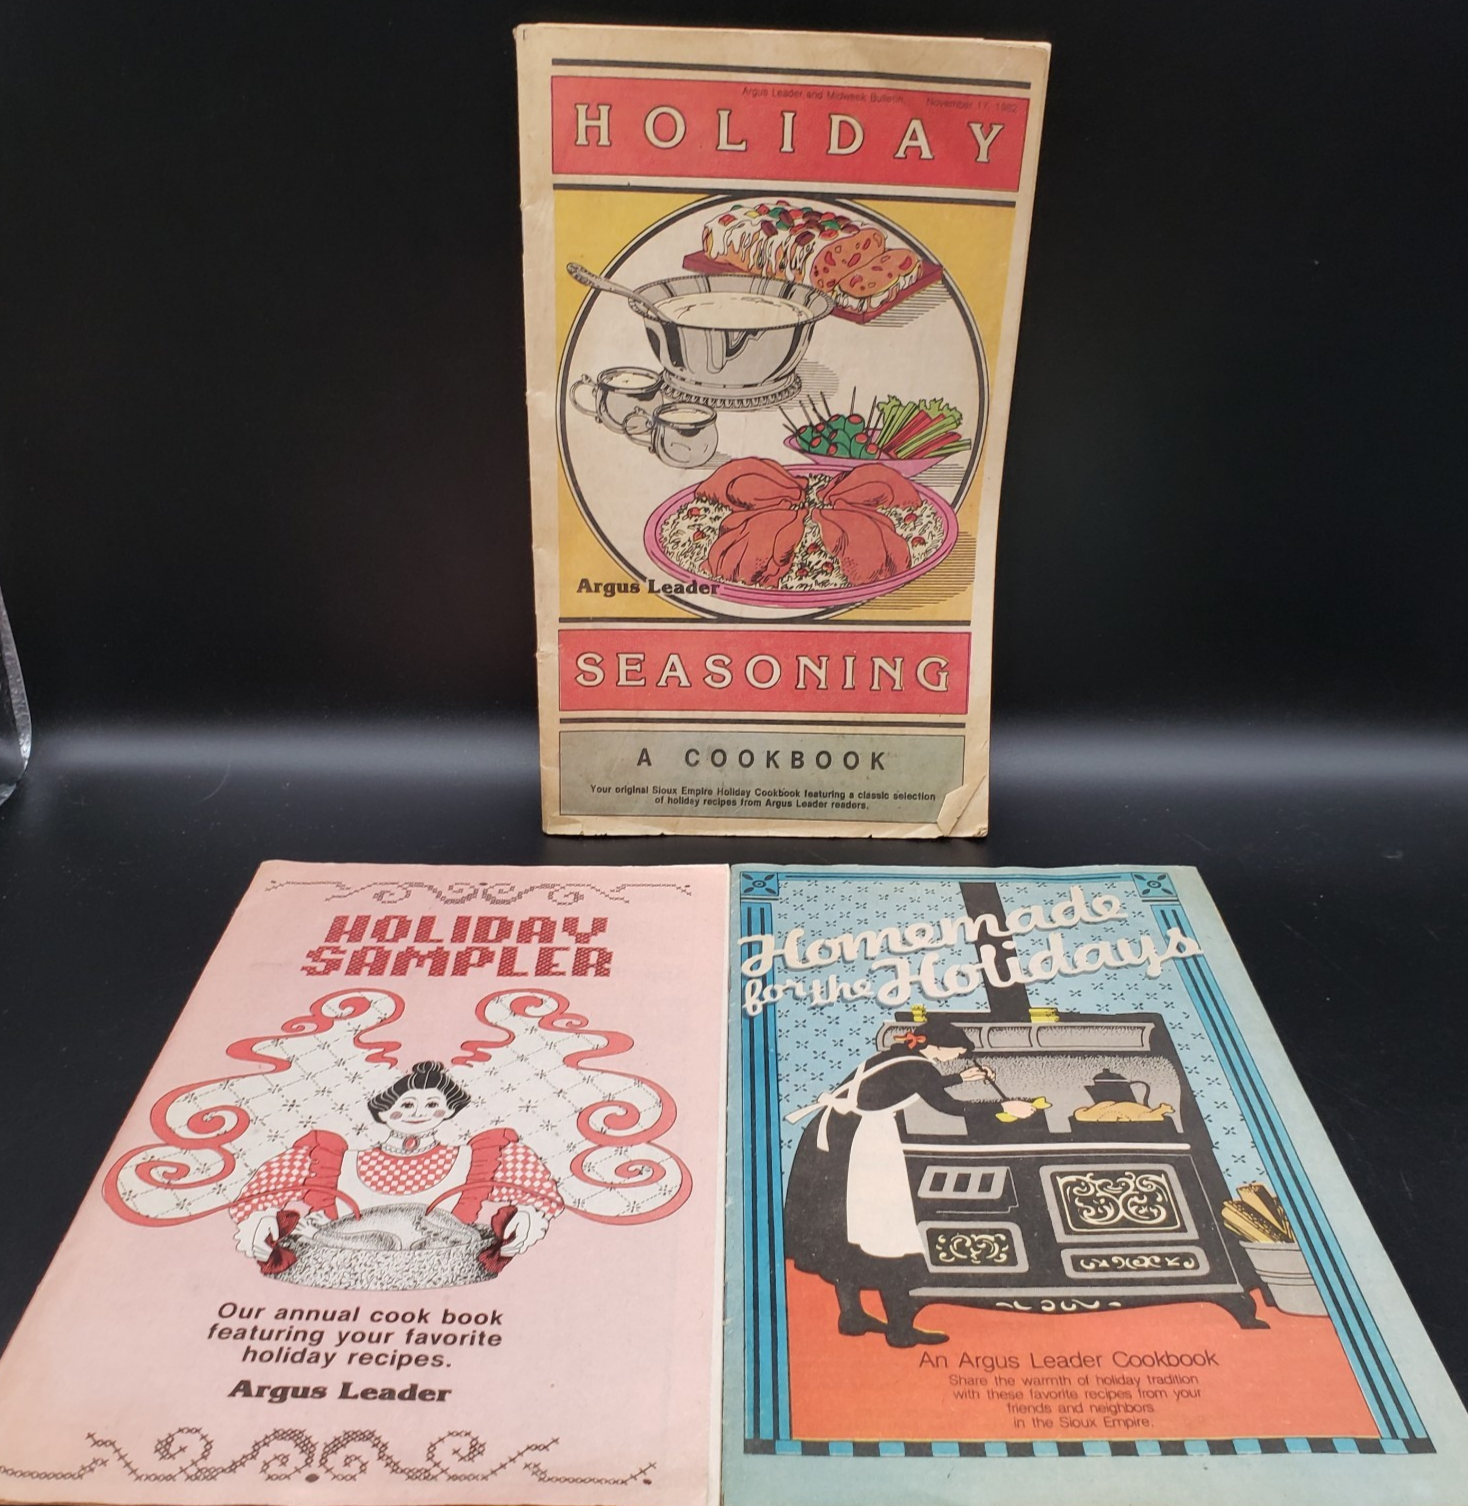 Argus Leader and Midweek Bulletin, November 17, 1982
HOLIDAY
Argus Leader
SEASONING
A COOKBOOK
Your original Sioux Empire Holiday Cookbook featuring a classic selection
of holiday recipes from Argus Leader readers.
HOLIDAY
SAMPLER
Our annual cook book
featuring your favorite
holiday recipes.
Argus Leader
Homemade
for the Holidays
An Argus Leader Cookbook
Share the warmth of holiday tradition
with these favorite recipes from your
friends and neighbors
in the Sioux Empire.